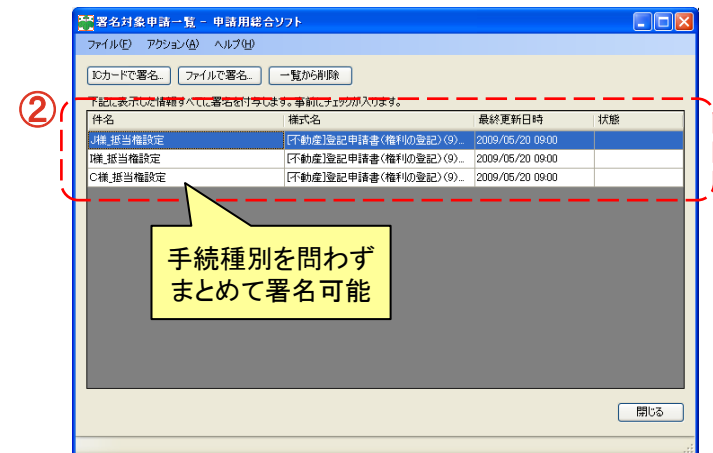 署名対象申請一覧 - 申請用総合ソフト
ファイル(F) アクション(A) ヘルプ(H)
ICカードで署名... ファイルで署名... 一覧から削除
下記に表示した情報すべてに署名を付与します。事前にチェックが入ります。
②
件名 様式名 最終更新日時 状態
J様_抵当権設定 [不動産]登記申請書(権利の登記)(9)... 2009/05/20 09:00
I様_抵当権設定 [不動産]登記申請書(権利の登記)(9)... 2009/05/20 09:00
C様_抵当権設定 [不動産]登記申請書(権利の登記)(9)... 2009/05/20 09:00
手続種別を問わず
まとめて署名可能
閉じる